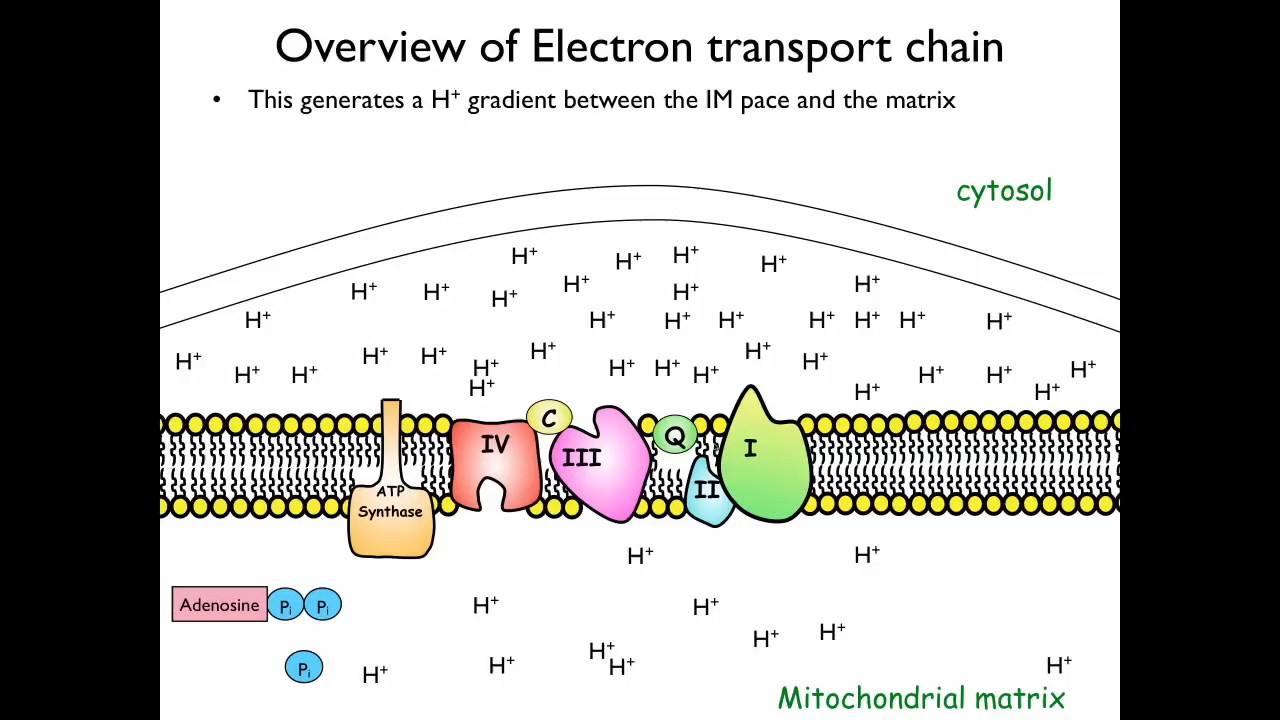 Overview of Electron transport chain
• This generates a H⁺ gradient between the IM pace and the matrix
cytosol
H⁺ H⁺ H⁺ H⁺
H⁺ H⁺ H⁺ H⁺ H⁺ H⁺
H⁺ H⁺ H⁺ H⁺ H⁺ H⁺ H⁺ H⁺
H⁺ H⁺ H⁺ H⁺ H⁺ H⁺
H⁺ H⁺ H⁺ H⁺ H⁺ H⁺ H⁺ H⁺ H⁺ H⁺
H⁺ H⁺ H⁺
C
Q
IV
III
I
II
ATP
Synthase
H⁺ H⁺
Adenosine Pi Pi
H⁺ H⁺
H⁺ H⁺
Pi
H⁺ H⁺ H⁺ H⁺ H⁺
Mitochondrial matrix